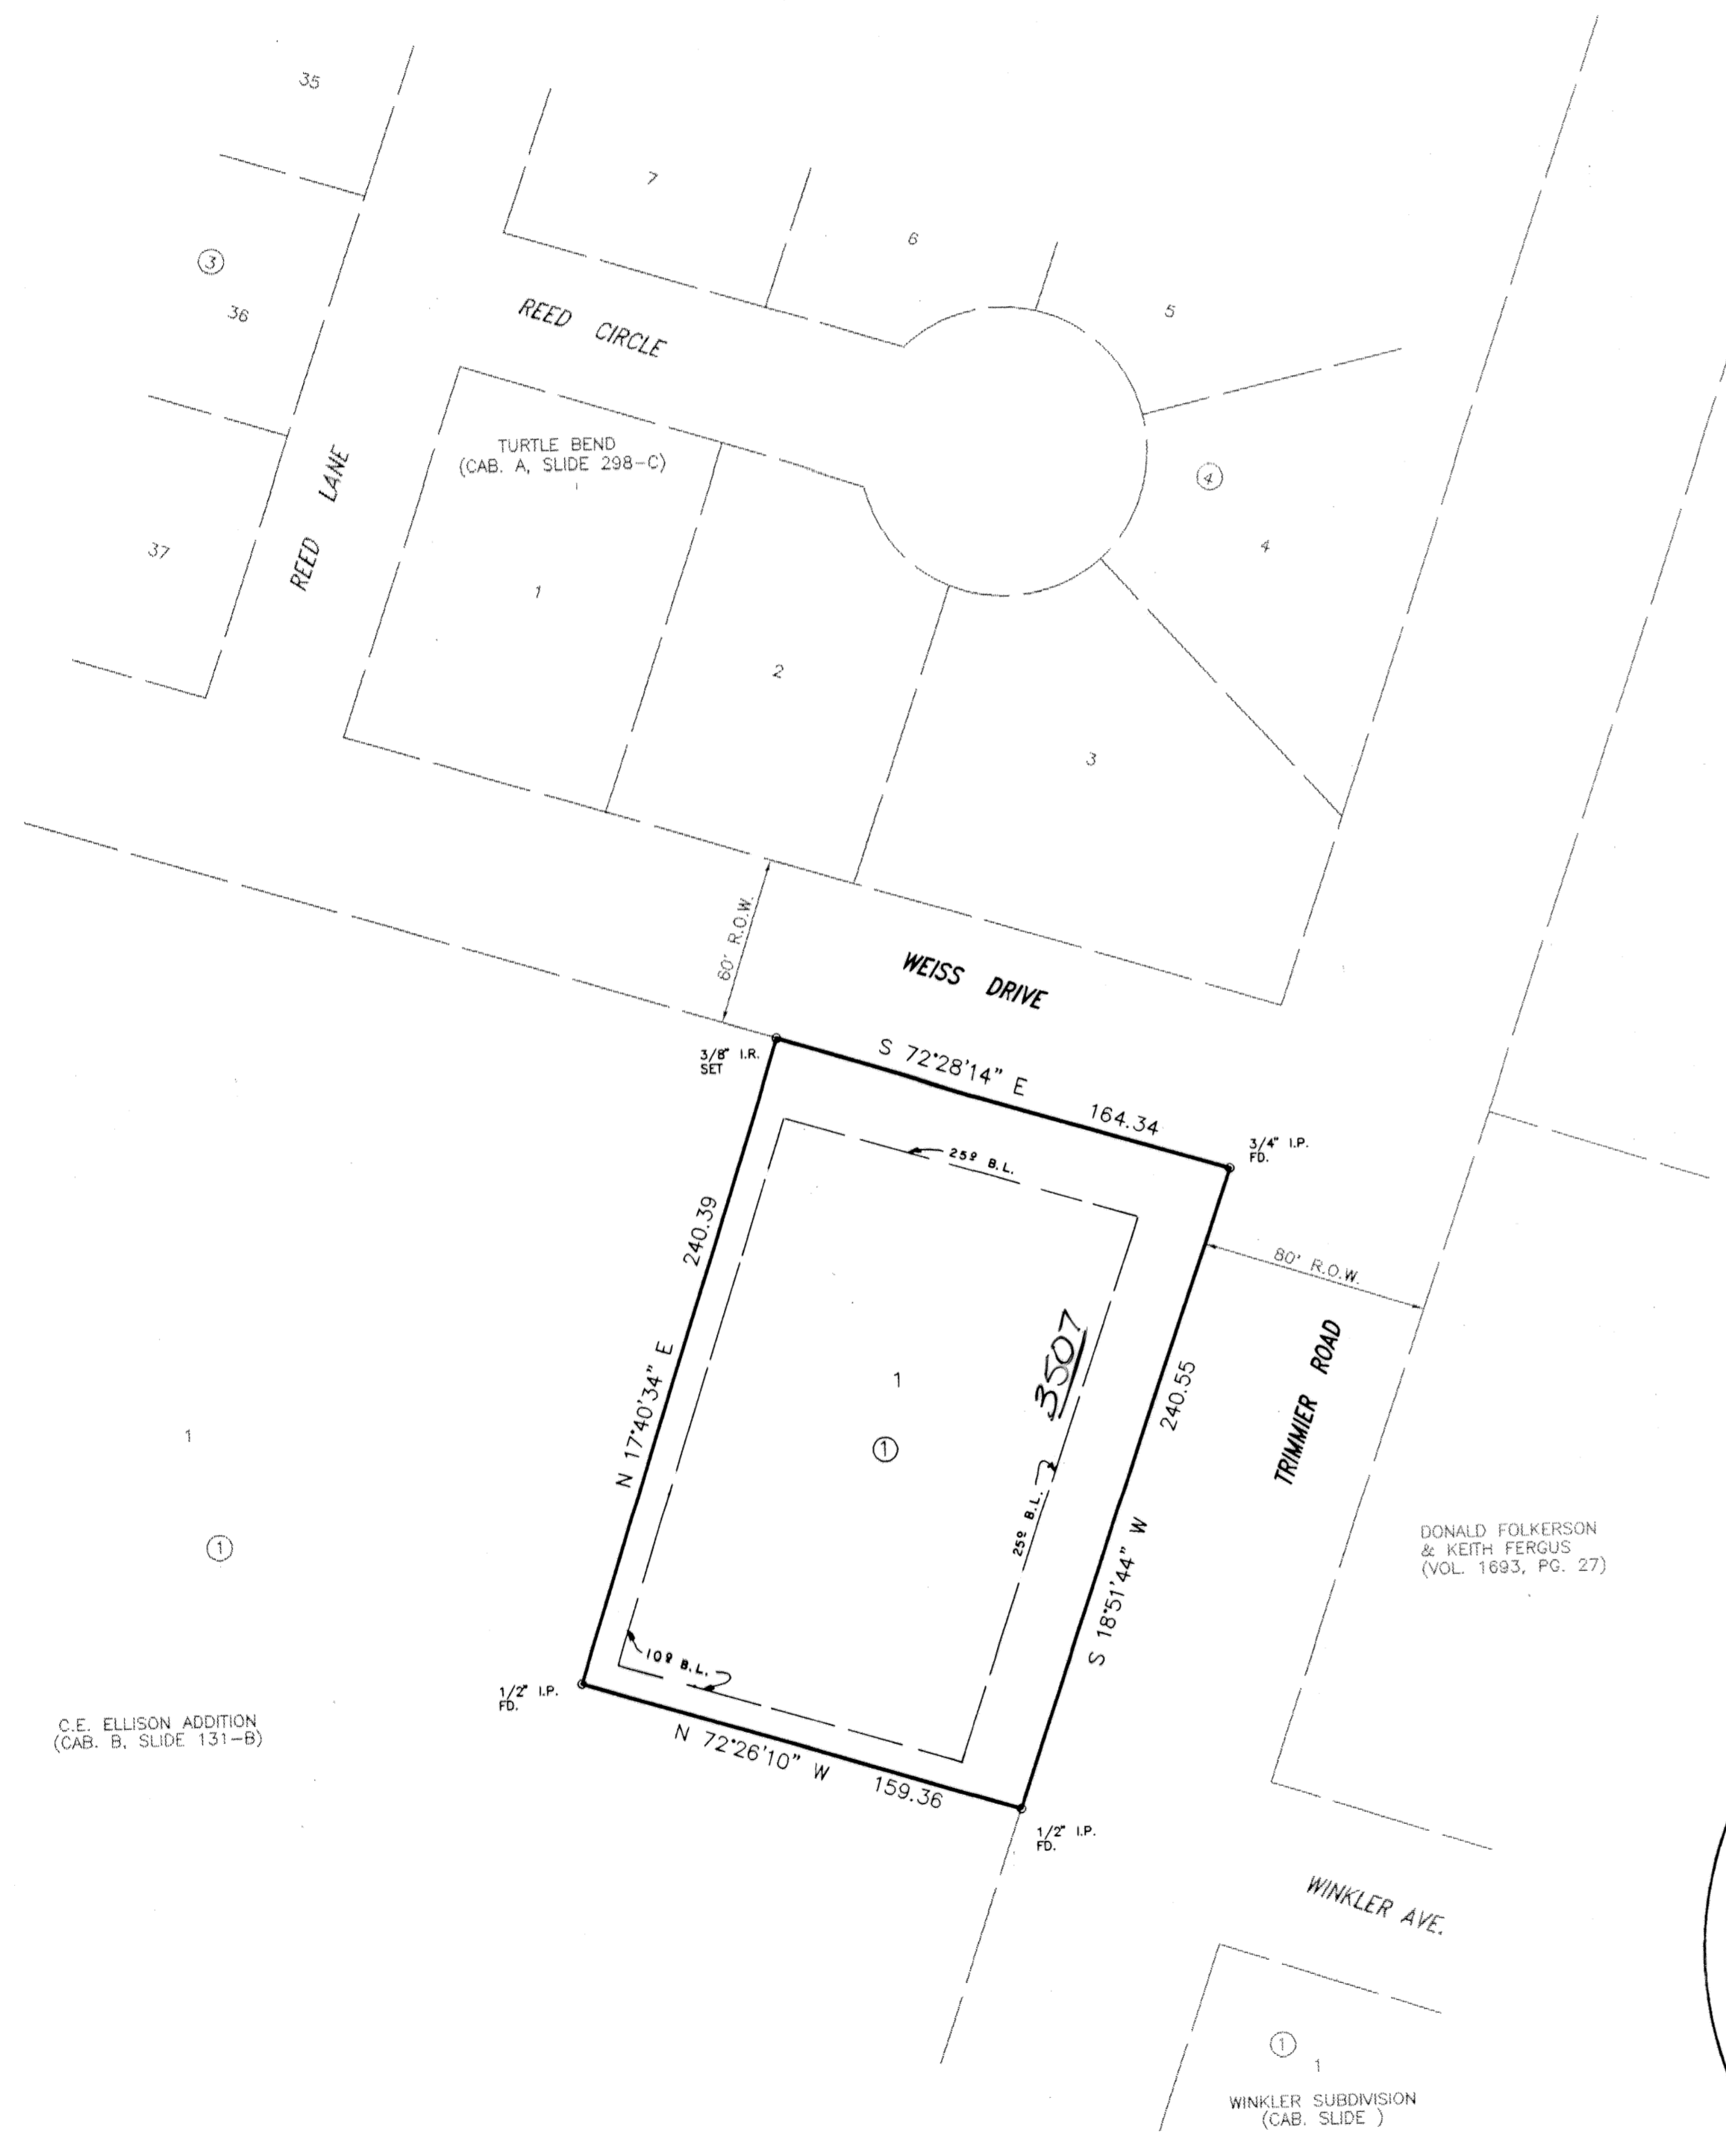 35
7
6
③
36
REED CIRCLE
5
TURTLE BEND
(CAB. A, SLIDE 298-C)
REED LANE
④
37
4
1
2
3
60' R.O.W.
WEISS DRIVE
3/8" I.R.
SET
S 72°28'14" E
164.34
3/4" I.P.
FD.
25º B.L.
240.39
80' R.O.W.
3507
TRIMMIER ROAD
N 17°40'34" E
1
①
240.55
1
①
25º B.L.
S 18°51'44" W
DONALD FOLKERSON
& KEITH FERGUS
(VOL. 1693, PG. 27)
10º B.L.
1/2" I.P.
FD.
C.E. ELLISON ADDITION
(CAB. B, SLIDE 131-B)
N 72°26'10" W
159.36
1/2" I.P.
FD.
WINKLER AVE.
①
1
WINKLER SUBDIVISION
(CAB. SLIDE )